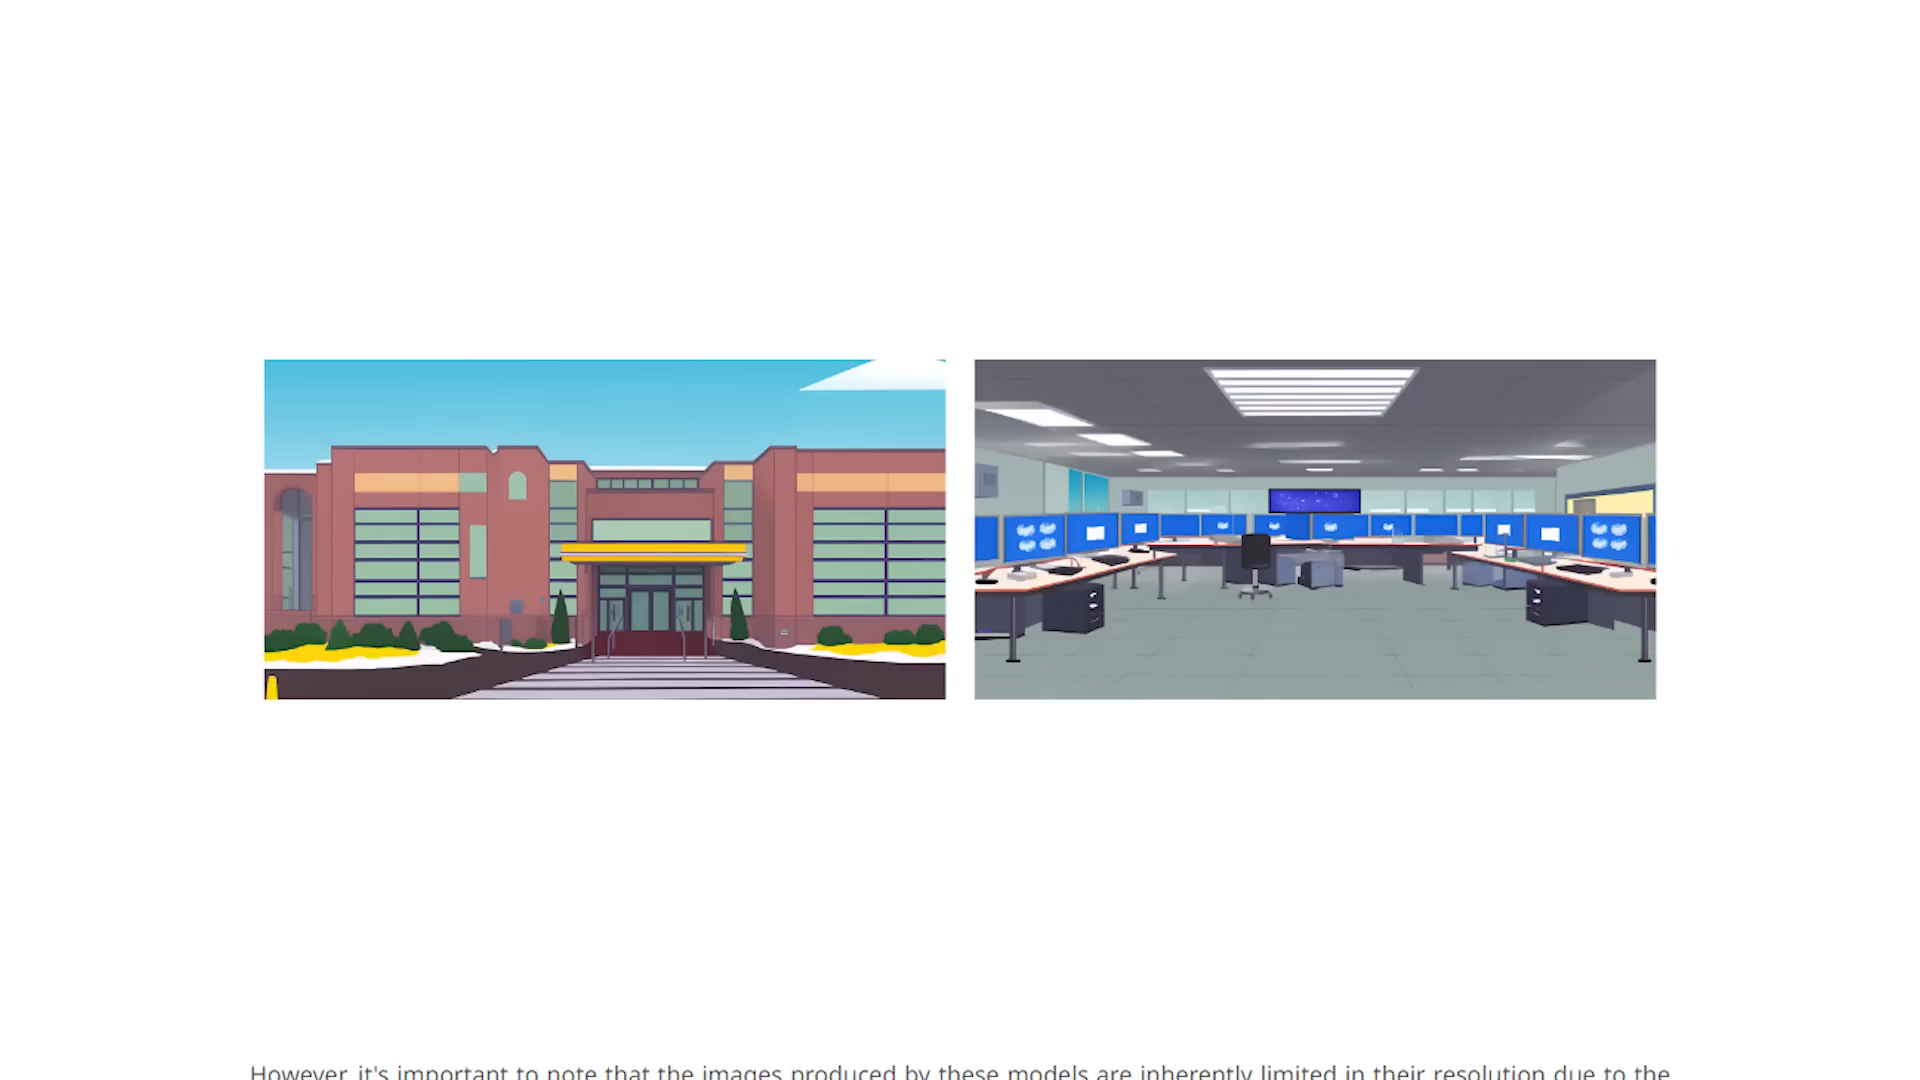 However, it's important to note that the images produced by these models are inherently limited in their resolution due to the